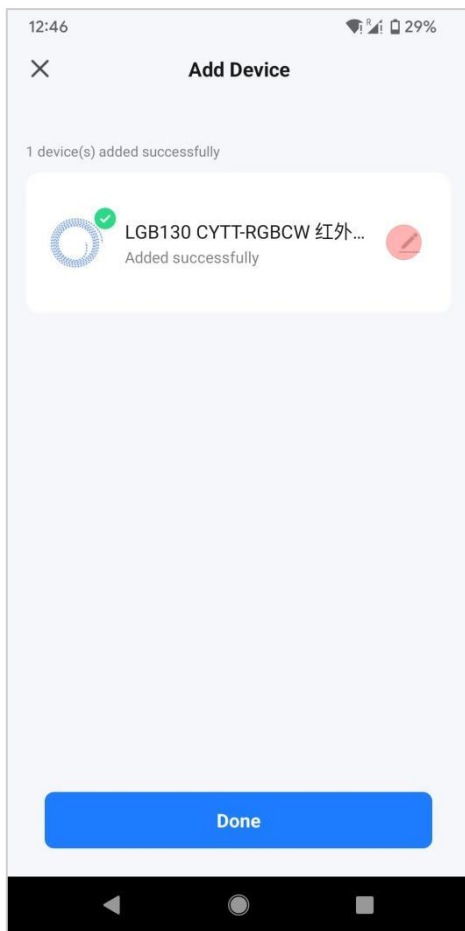 12:46
R
29%
Add Device
1 device(s) added successfully
LGB130 CYTT-RGBCW 红外...
Added successfully
Done